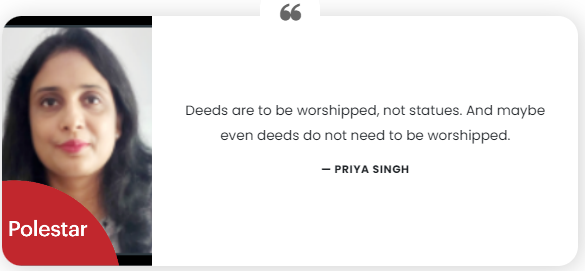 ❝
Deeds are to be worshipped, not statues. And maybe
even deeds do not need to be worshipped.
— PRIYA SINGH
Polestar